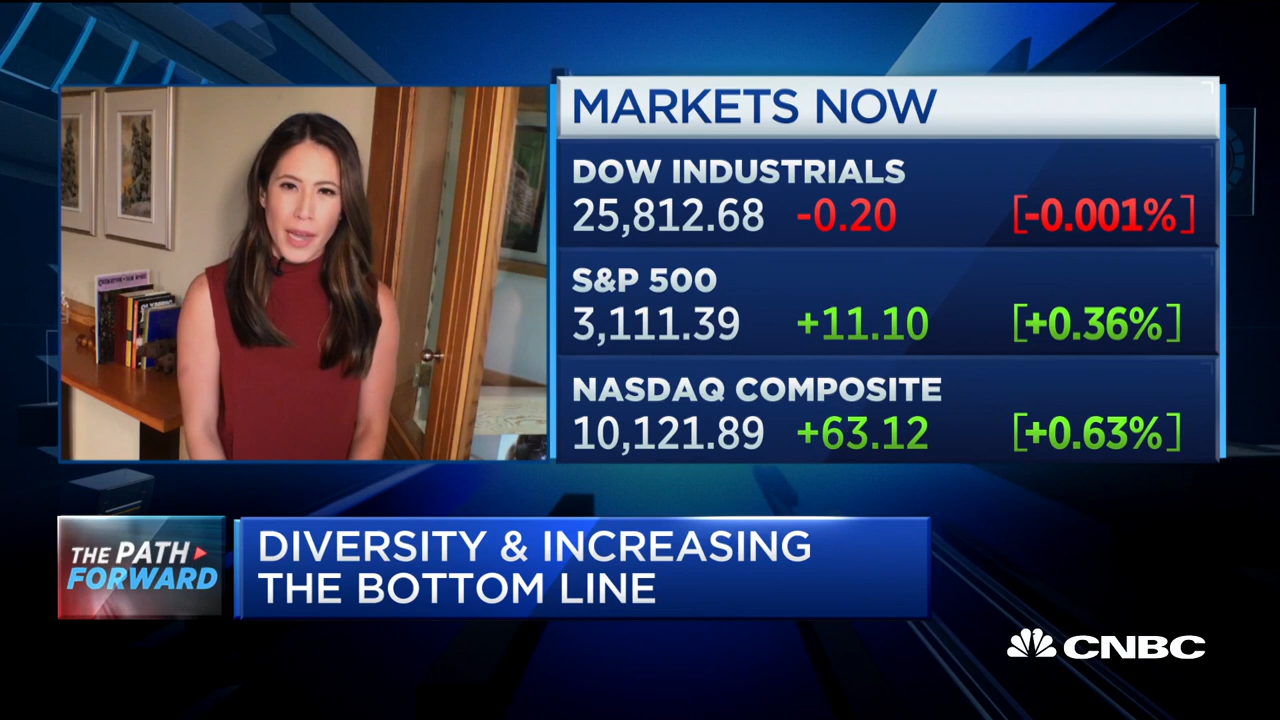 MARKETS NOW
DOW INDUSTRIALS
25,812.68 -0.20 [-0.001%]
S&P 500
3,111.39 +11.10 [+0.36%]
NASDAQ COMPOSITE
10,121.89 +63.12 [+0.63%]
THE PATH
FORWARD
DIVERSITY & INCREASING
THE BOTTOM LINE
CNBC